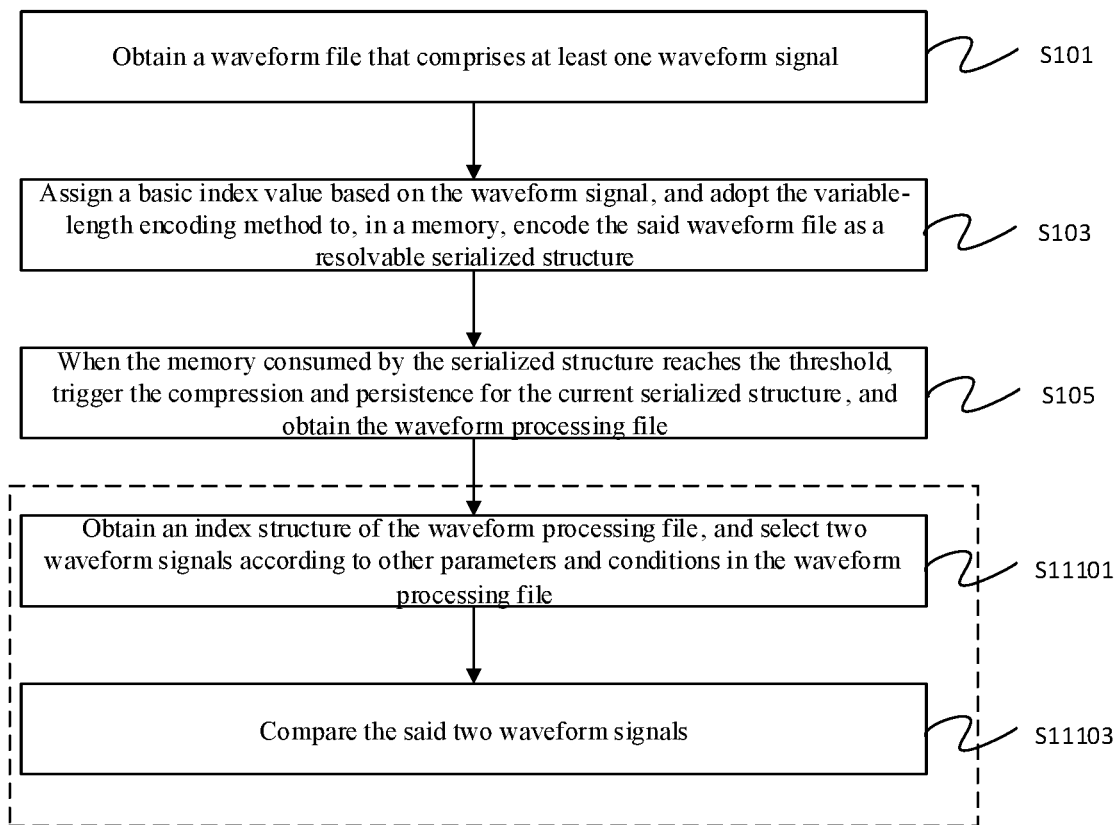 Obtain a waveform file that comprises at least one waveform signal
S101
Assign a basic index value based on the waveform signal, and adopt the variable-
length encoding method to, in a memory, encode the said waveform file as a
resolvable serialized structure
S103
When the memory consumed by the serialized structure reaches the threshold,
trigger the compression and persistence for the current serialized structure, and
obtain the waveform processing file
S105
Obtain an index structure of the waveform processing file, and select two
waveform signals according to other parameters and conditions in the waveform
processing file
S11101
Compare the said two waveform signals
S11103